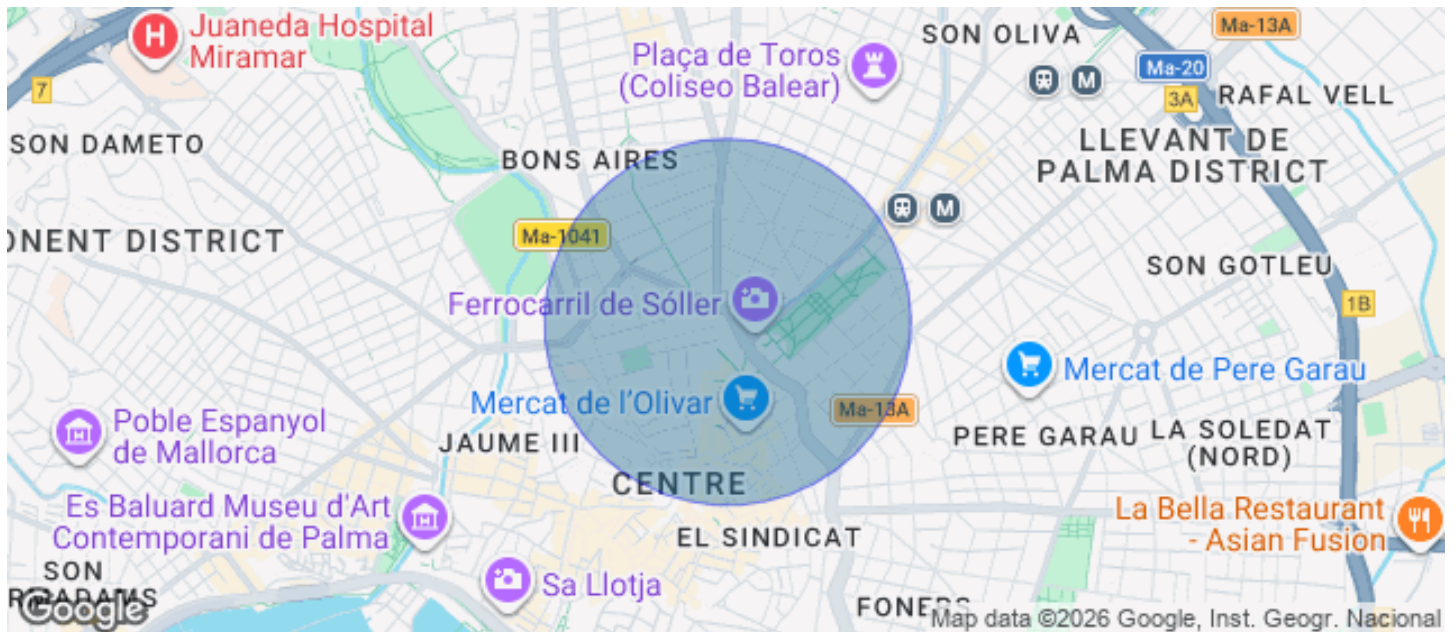 Juaneda Hospital
Miramar
Plaça de Toros
(Coliseo Balear)
SON OLIVA
Ma-13A
Ma-20
M
3A
RAFAL VELL
7
SON DAMETO
BONS AIRES
LLEVANT DE
PALMA DISTRICT
M
ONENT DISTRICT
Ma-1041
SON GOTLEU
Ferrocarril de Sóller
1B
Mercat de Pere Garau
Mercat de l'Olivar
Ma-13A
Poble Espanyol
de Mallorca
JAUME III
PERE GARAU
LA SOLEDAT
(NORD)
CENTRE
Es Baluard Museu d'Art
Contemporani de Palma
La Bella Restaurant
- Asian Fusion
EL SINDICAT
SON
Sa Llotja
Google
FONERS
Map data ©2026 Google, Inst. Geogr. Nacional
H